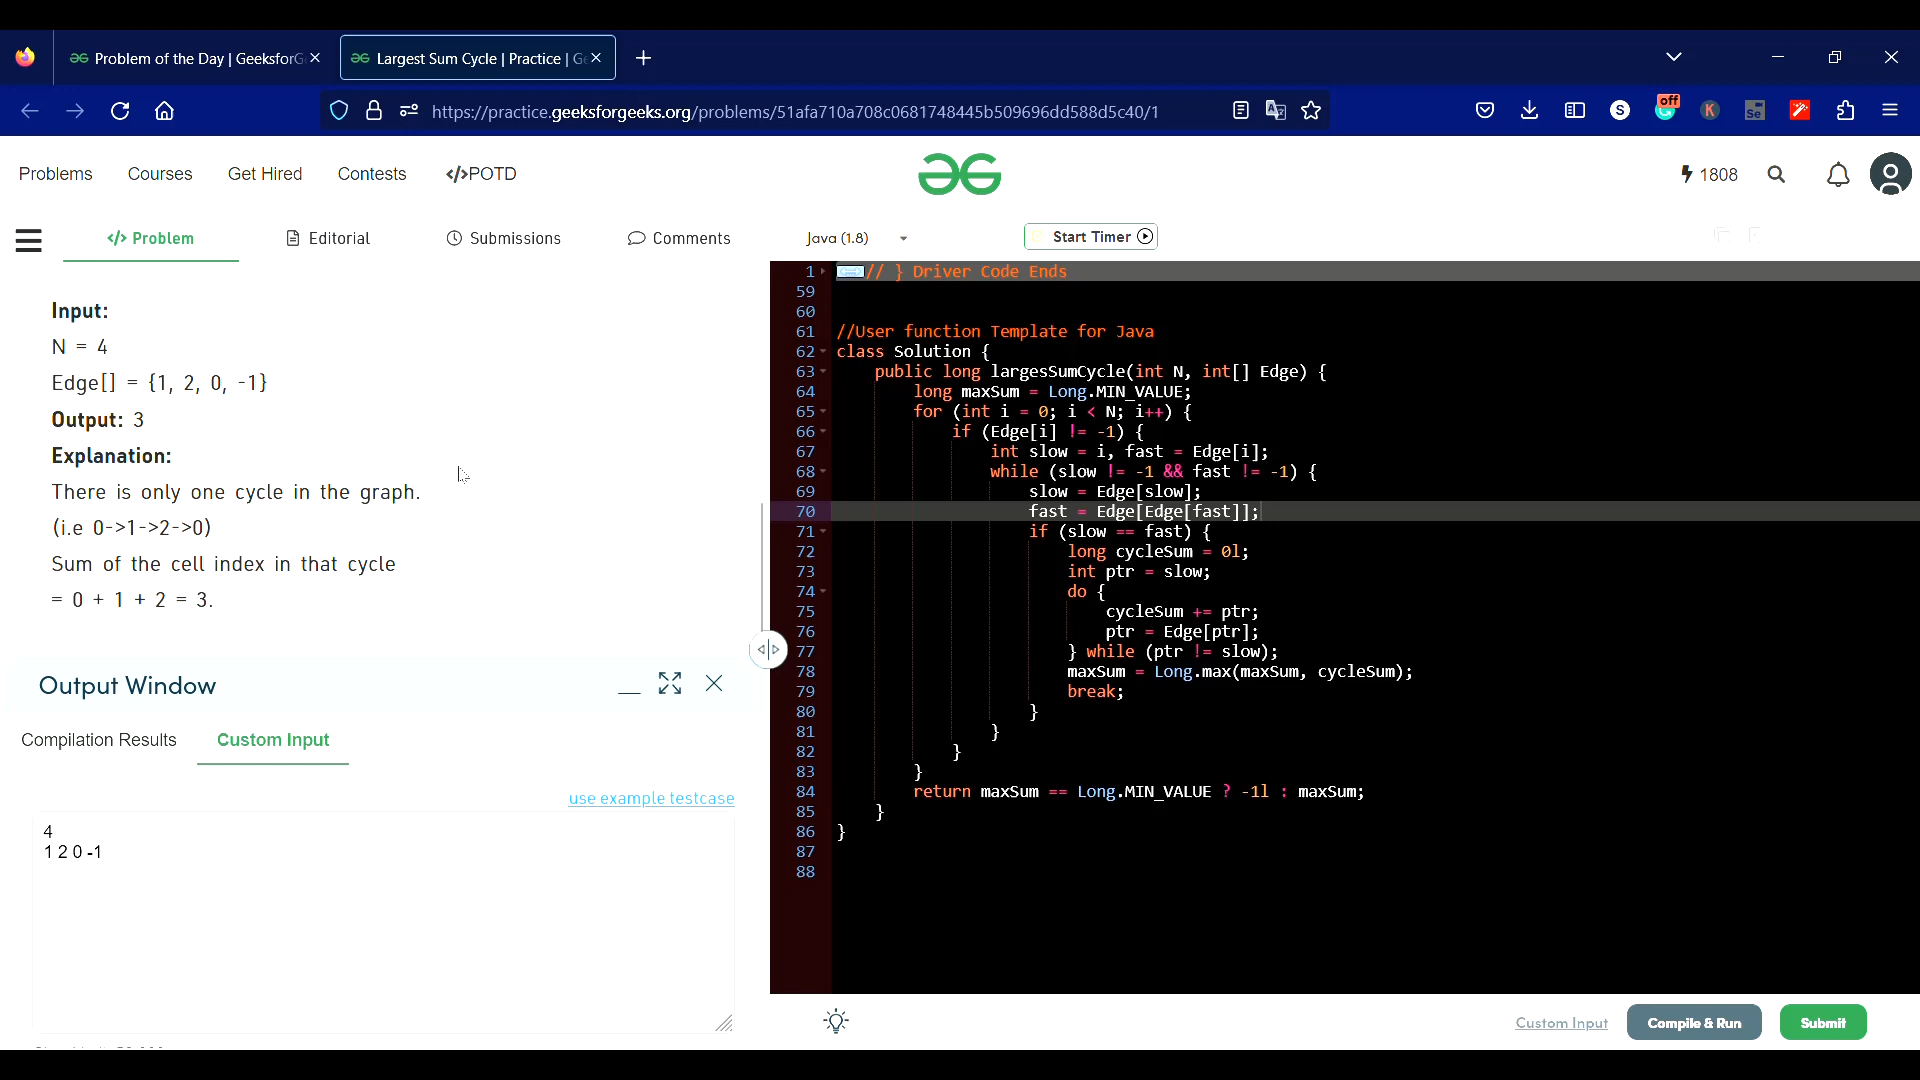 Problem of the Day | GeeksforG
Largest Sum Cycle | Practice | G
https://practice.geeksforgeeks.org/problems/51afa710a708c0681748445b509696dd588d5c40/1
S
off
K
Se
Problems
Courses
Get Hired
Contests
</>POTD
1808
</> Problem
Editorial
Submissions
Comments
Java (1.8)
Start Timer
Input:
N = 4
Edge[] = {1, 2, 0, -1}
Output: 3
Explanation:
There is only one cycle in the graph.
(i.e 0->1->2->0)
Sum of the cell index in that cycle
= 0 + 1 + 2 = 3.
Output Window
Compilation Results
Custom Input
use example testcase
4
1 2 0 -1
1 // } Driver Code Ends
59
60
61 //User function Template for Java
62 class Solution {
63 public long largesSumCycle(int N, int[] Edge) {
64 long maxSum = Long.MIN_VALUE;
65 for (int i = 0; i < N; i++) {
66 if (Edge[i] != -1) {
67 int slow = i, fast = Edge[i];
68 while (slow != -1 && fast != -1) {
69 slow = Edge[slow];
70 fast = Edge[Edge[fast]];
71 if (slow == fast) {
72 long cycleSum = 0l;
73 int ptr = slow;
74 do {
75 cycleSum += ptr;
76 ptr = Edge[ptr];
77 } while (ptr != slow);
78 maxSum = Long.max(maxSum, cycleSum);
79 break;
80 }
81 }
82 }
83 }
84 return maxSum == Long.MIN_VALUE ? -1l : maxSum;
85 }
86 }
87
88
Custom Input
Compile & Run
Submit